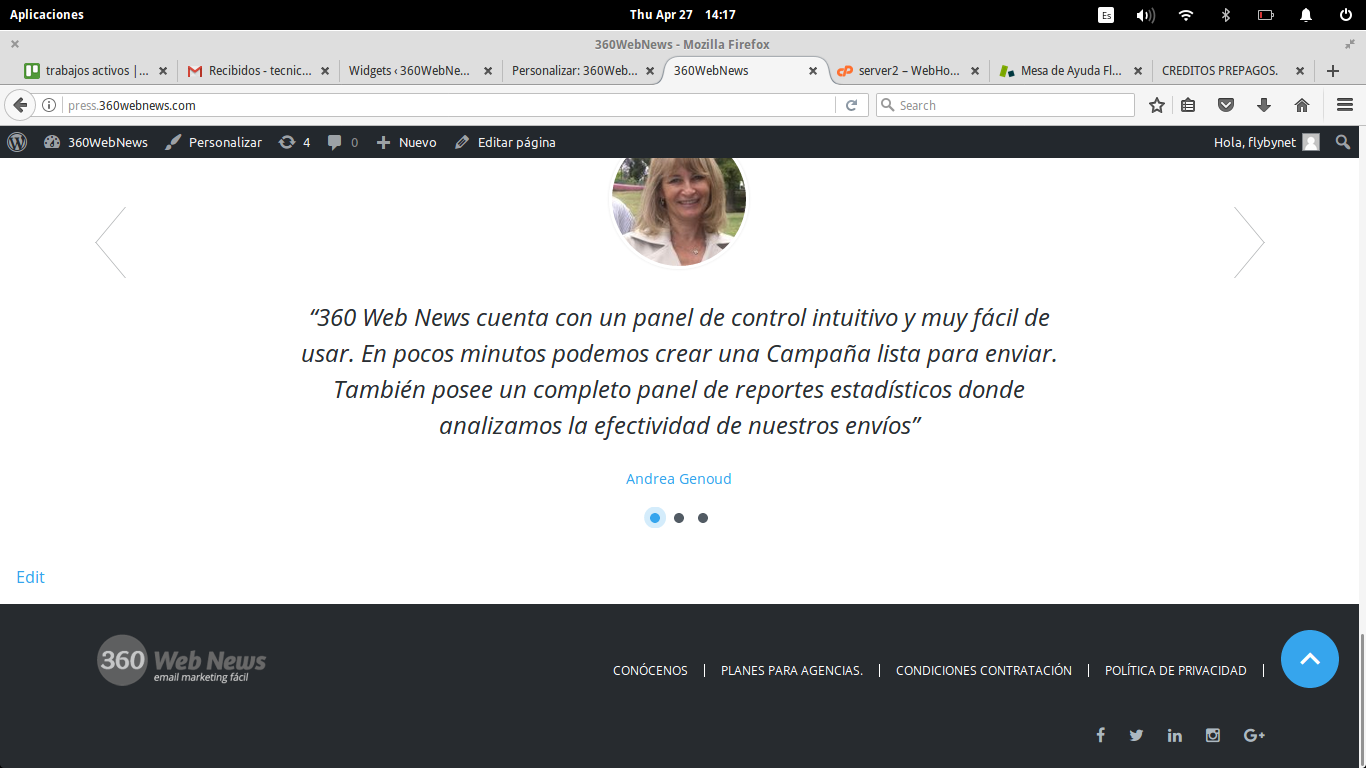 Aplicaciones
Thu Apr 27 14:17
Es
360WebNews - Mozilla Firefox
trabajos activos |...
Recibidos - tecnic...
Widgets ‹ 360WebNe...
Personalizar: 360Web...
360WebNews
cP server2 – WebHo...
Mesa de Ayuda Fl...
CREDITOS PREPAGOS.
press.360webnews.com
Search
360WebNews
Personalizar
4
0
Nuevo
Editar página
Hola, flybynet
“360 Web News cuenta con un panel de control intuitivo y muy fácil de
usar. En pocos minutos podemos crear una Campaña lista para enviar.
También posee un completo panel de reportes estadísticos donde
analizamos la efectividad de nuestros envíos”
Andrea Genoud
Edit
360 Web News
email marketing fácil
CONÓCENOS | PLANES PARA AGENCIAS. | CONDICIONES CONTRATACIÓN | POLÍTICA DE PRIVACIDAD |